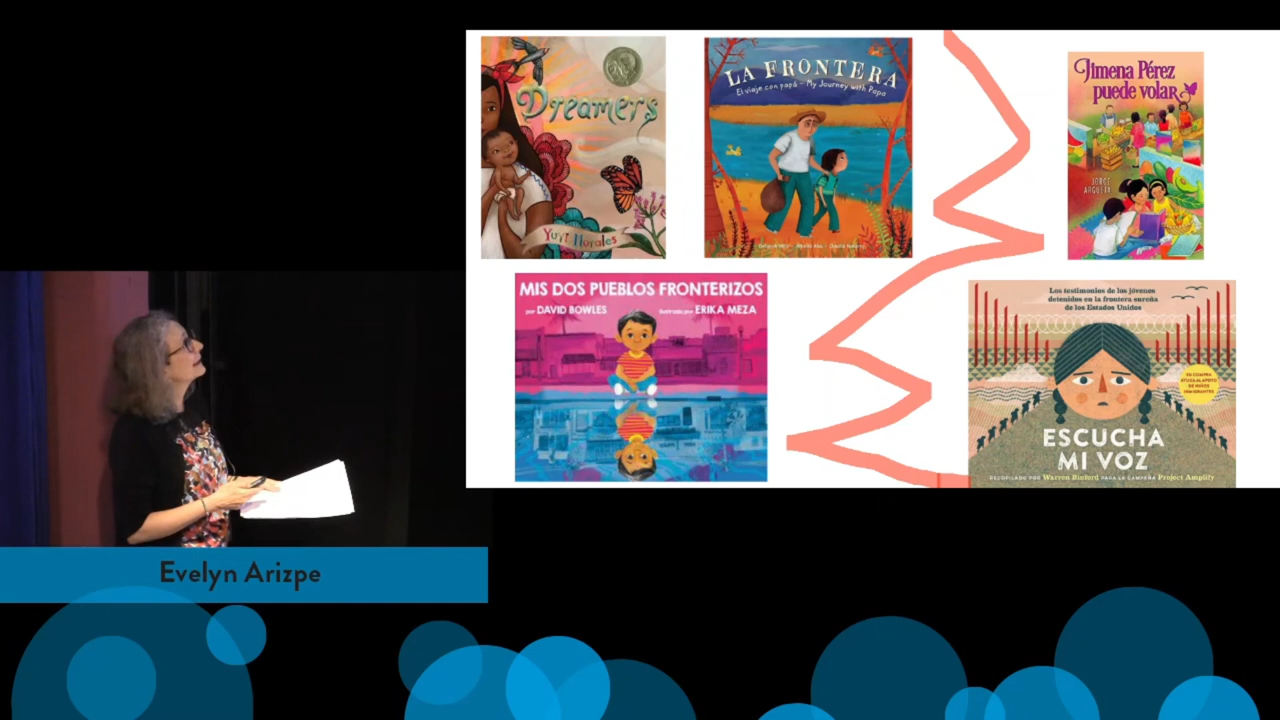 Dreamers
Yuyi Morales
LA FRONTERA
El viaje con papá ~ My Journey with Papa
Jimena Pérez
puede volar
JORGE
ARGUETA
MIS DOS PUEBLOS FRONTERIZOS
por DAVID BOWLES
ilustrado por ERIKA MEZA
Los testimonios de los jóvenes
detenidos en la frontera sureña
de los Estados Unidos
ESCUCHA
MI VOZ
RECOPILADO POR Warren Binford PARA LA CAMPAÑA Project Amplify
Evelyn Arizpe